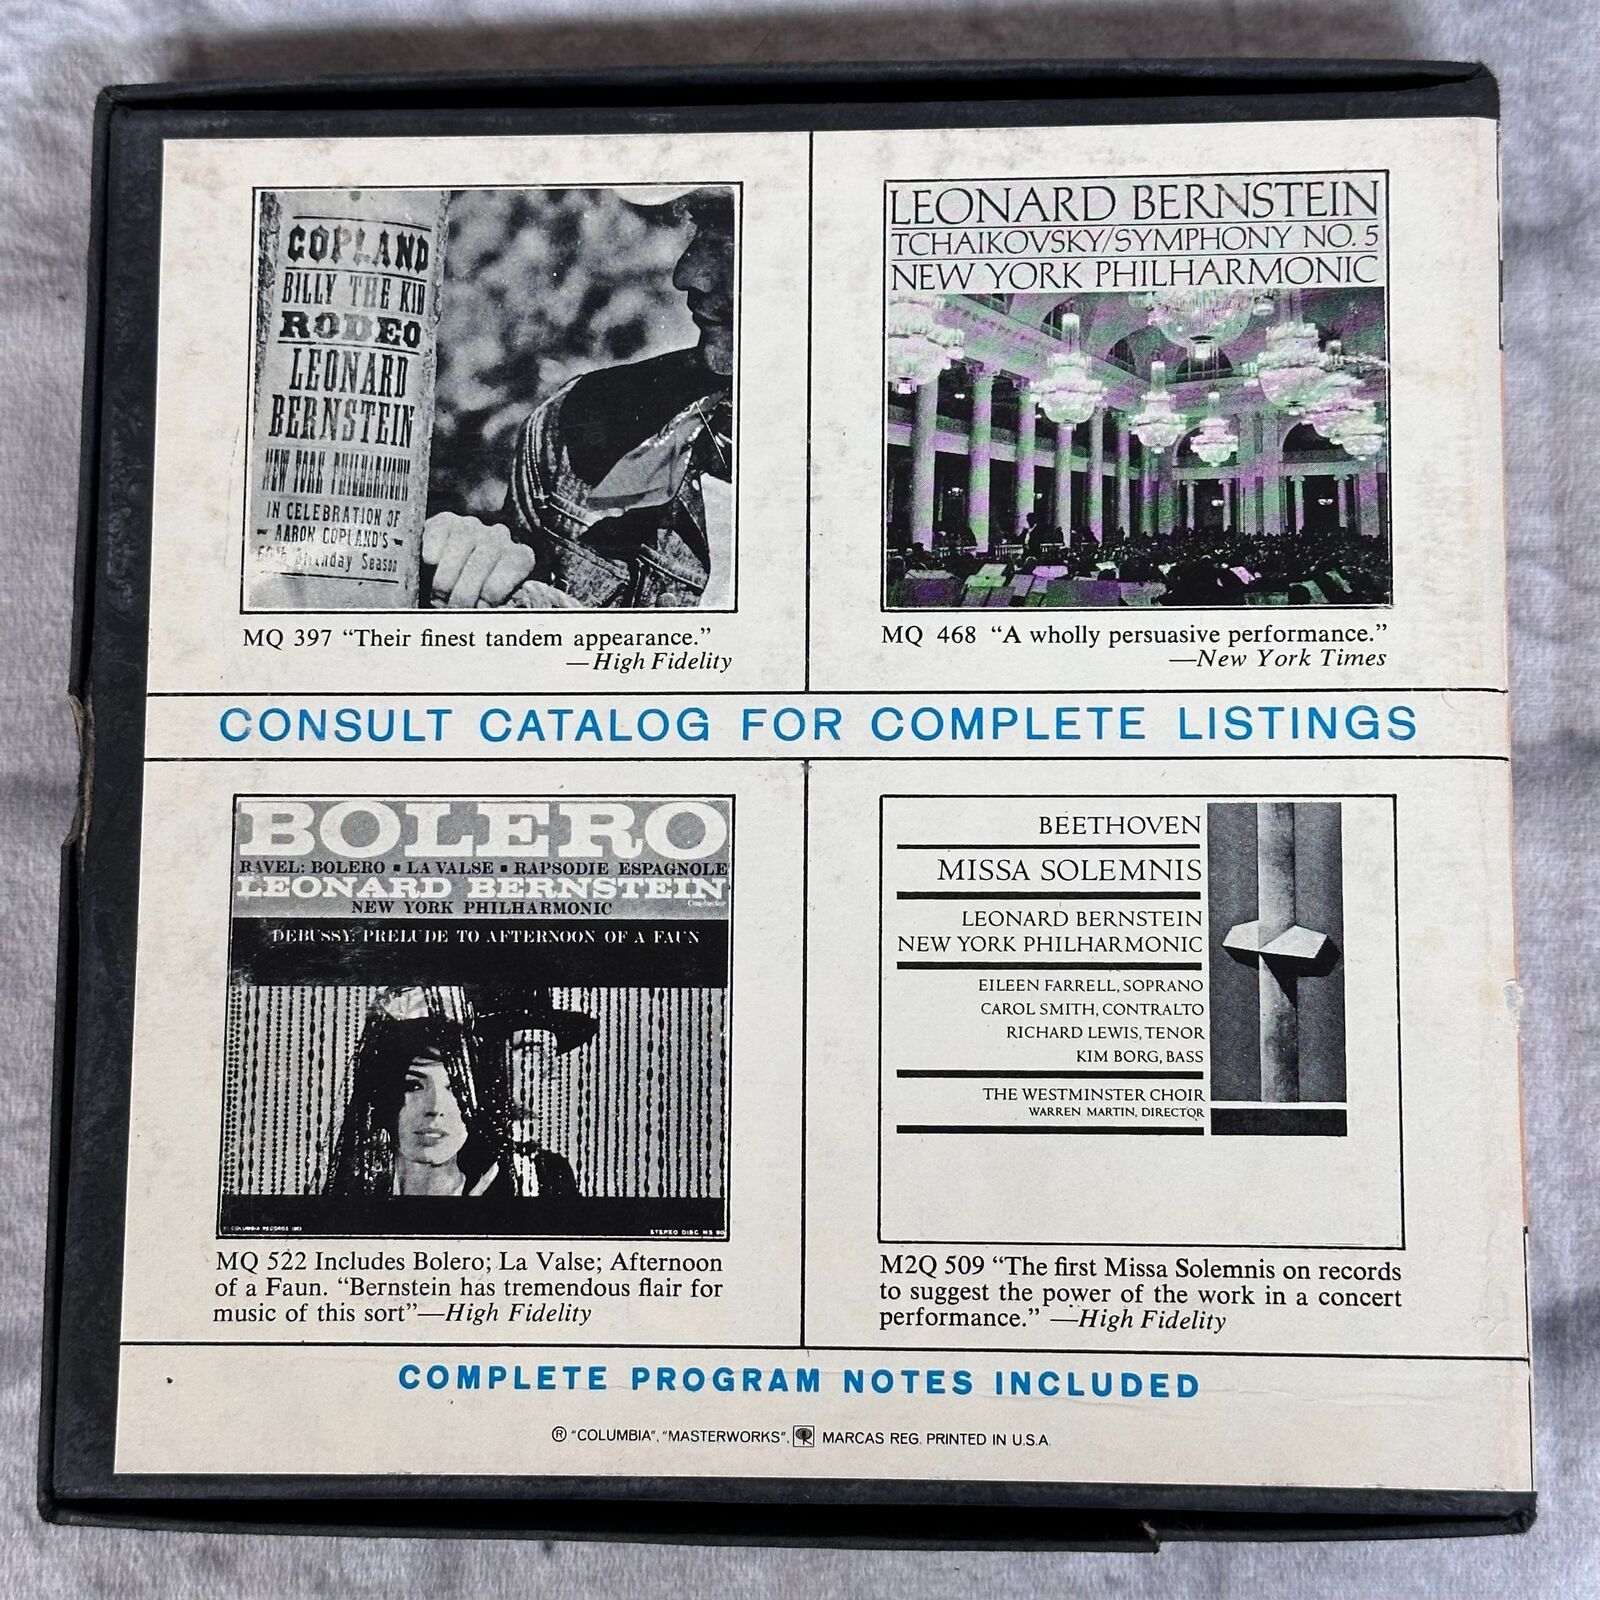 COPLAND
BILLY THE KID
RODEO
LEONARD
BERNSTEIN
NEW YORK PHILHARMONIC
IN CELEBRATION OF
AARON COPLAND'S
60th Birthday Season
MQ 397 “Their finest tandem appearance.”
—High Fidelity
LEONARD BERNSTEIN
TCHAIKOVSKY/SYMPHONY NO. 5
NEW YORK PHILHARMONIC
MQ 468 “A wholly persuasive performance.”
—New York Times
CONSULT CATALOG FOR COMPLETE LISTINGS
BOLERO
RAVEL: BOLERO ▪ LA VALSE ▪ RAPSODIE ESPAGNOLE
LEONARD BERNSTEIN
Conductor
NEW YORK PHILHARMONIC
DEBUSSY: PRELUDE TO AFTERNOON OF A FAUN
COLUMBIA RECORDS
STEREO DISC MS
MQ 522 Includes Bolero; La Valse; Afternoon
of a Faun. “Bernstein has tremendous flair for
music of this sort”—High Fidelity
BEETHOVEN
MISSA SOLEMNIS
LEONARD BERNSTEIN
NEW YORK PHILHARMONIC
EILEEN FARRELL, SOPRANO
CAROL SMITH, CONTRALTO
RICHARD LEWIS, TENOR
KIM BORG, BASS
THE WESTMINSTER CHOIR
WARREN MARTIN, DIRECTOR
M2Q 509 “The first Missa Solemnis on records
to suggest the power of the work in a concert
performance.” —High Fidelity
COMPLETE PROGRAM NOTES INCLUDED
® "COLUMBIA", "MASTERWORKS", MARCAS REG. PRINTED IN U.S.A.